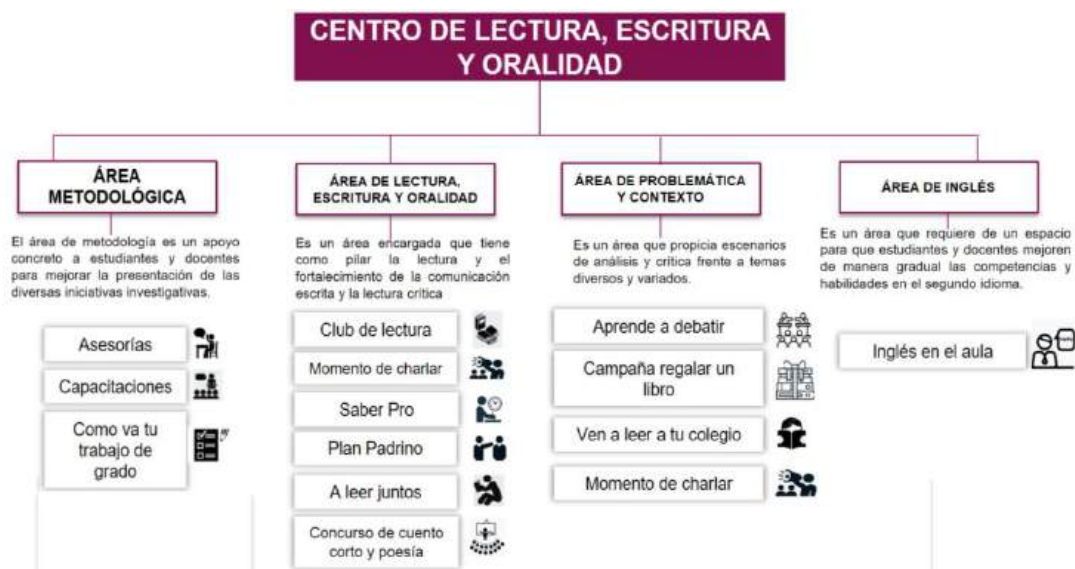 CENTRO DE LECTURA, ESCRITURA
Y ORALIDAD
ÁREA
METODOLÓGICA
El área de metodología es un apoyo
concreto a estudiantes y docentes
para mejorar la presentación de las
diversas iniciativas investigativas.
Asesorías
Capacitaciones
Como va tu
trabajo de
grado
ÁREA DE LECTURA,
ESCRITURA Y ORALIDAD
Es un área encargada que tiene
como pilar la lectura y el
fortalecimiento de la comunicación
escrita y la lectura crítica
Club de lectura
Momento de charlar
Saber Pro
Plan Padrino
A leer juntos
Concurso de cuento
corto y poesía
ÁREA DE PROBLEMÁTICA
Y CONTEXTO
Es un área que propicia escenarios
de análisis y crítica frente a temas
diversos y variados.
Aprende a debatir
Campaña regalar un
libro
Ven a leer a tu colegio
Momento de charlar
ÁREA DE INGLÉS
Es un área que requiere de un espacio
para que estudiantes y docentes mejoren
de manera gradual las competencias y
habilidades en el segundo idioma.
Inglés en el aula